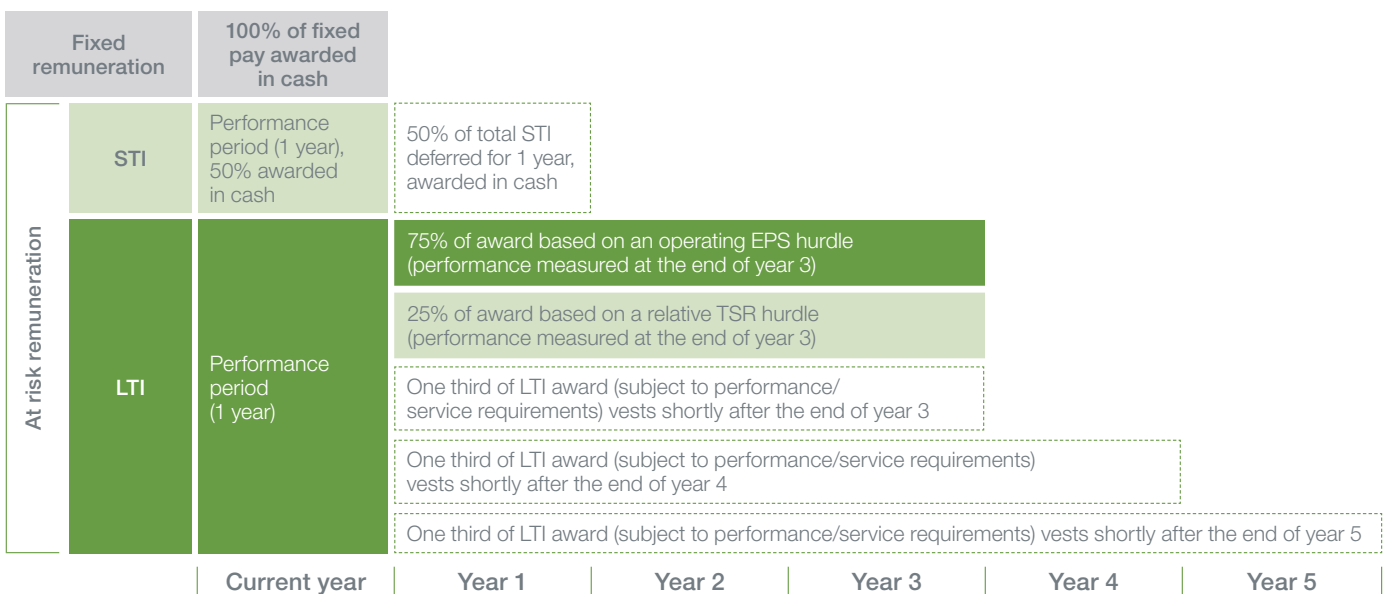 Fixed
remuneration
100% of fixed
pay awarded
in cash
At risk remuneration
STI
Performance
period (1 year),
50% awarded
in cash
50% of total STI
deferred for 1 year,
awarded in cash
LTI
Performance
period
(1 year)
75% of award based on an operating EPS hurdle
(performance measured at the end of year 3)
25% of award based on a relative TSR hurdle
(performance measured at the end of year 3)
One third of LTI award (subject to performance/
service requirements) vests shortly after the end of year 3
One third of LTI award (subject to performance/service requirements)
vests shortly after the end of year 4
One third of LTI award (subject to performance/service requirements) vests shortly after the end of year 5
Current year
Year 1
Year 2
Year 3
Year 4
Year 5